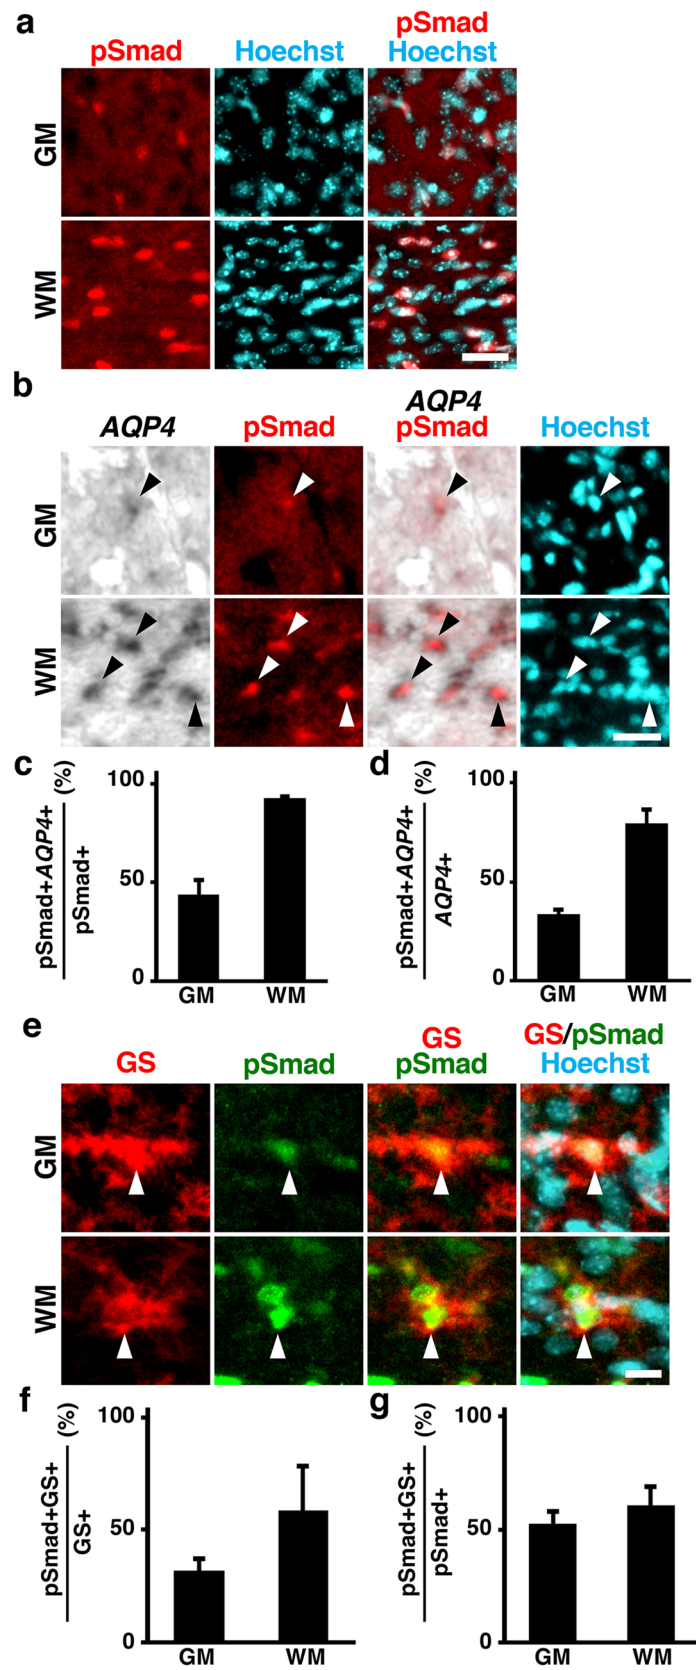 a
pSmad
Hoechst
pSmad
Hoechst
GM
WM
b
AQP4
pSmad
AQP4
pSmad
Hoechst
GM
WM
c
pSmad+AQP4+ (%)
pSmad+
100
50
0
GM WM
d
pSmad+AQP4+ (%)
AQP4+
100
50
0
GM WM
e
GS
pSmad
GS
pSmad
GS/pSmad
Hoechst
GM
WM
f
pSmad+GS+ (%)
GS+
100
50
0
GM WM
g
pSmad+GS+ (%)
pSmad+
100
50
0
GM WM